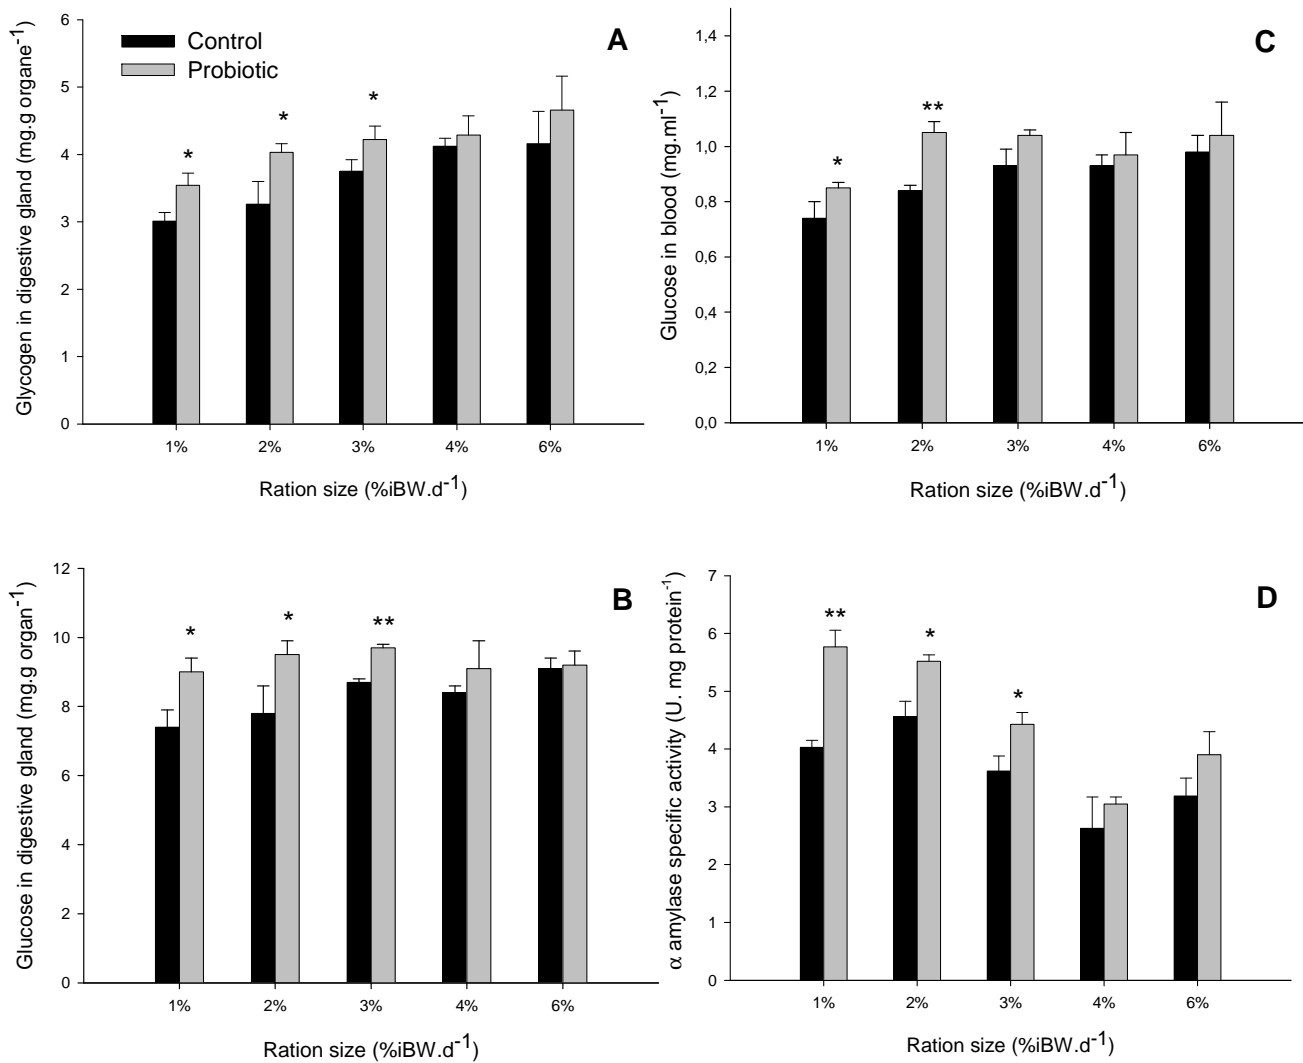 A
Control
Probiotic
Glycogen in digestive gland (mg.g organe⁻¹)
6
5
4
3
2
1
0
* * *
1% 2% 3% 4% 6%
Ration size (%iBW.d⁻¹)
C
Glucose in blood (mg.ml⁻¹)
1,4
1,2
1,0
0,8
0,6
0,4
0,2
0,0
* **
1% 2% 3% 4% 6%
Ration size (%iBW.d⁻¹)
B
Glucose in digestive gland (mg.g organ⁻¹)
12
10
8
6
4
2
0
* * **
1% 2% 3% 4% 6%
Ration size (%iBW.d⁻¹)
D
α amylase specific activity (U. mg protein⁻¹)
7
6
5
4
3
2
1
0
** * *
1% 2% 3% 4% 6%
Ration size (%iBW.d⁻¹)